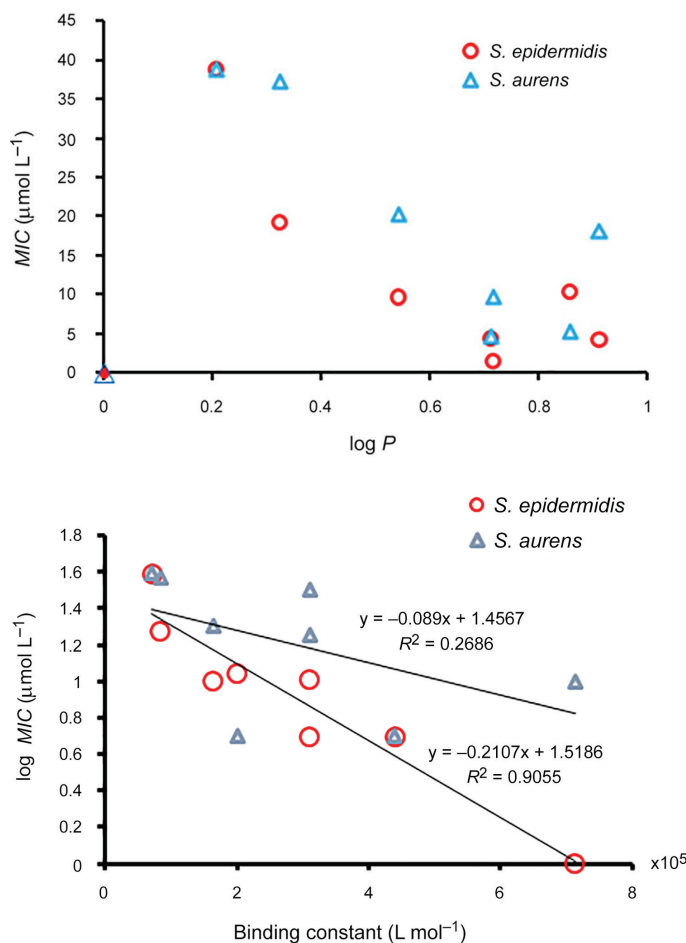 45
40
35
30
25
20
15
10
5
0
MIC (μmol L⁻¹)
S. epidermidis
S. aurens
0 0.2 0.4 0.6 0.8 1
log P
S. epidermidis
S. aurens
1.8
1.6
1.4
1.2
1.0
0.8
0.6
0.4
0.2
0
log MIC (μmol L⁻¹)
y = –0.089x + 1.4567
R² = 0.2686
y = –0.2107x + 1.5186
R² = 0.9055
0 2 4 6 8
x10⁵
Binding constant (L mol⁻¹)